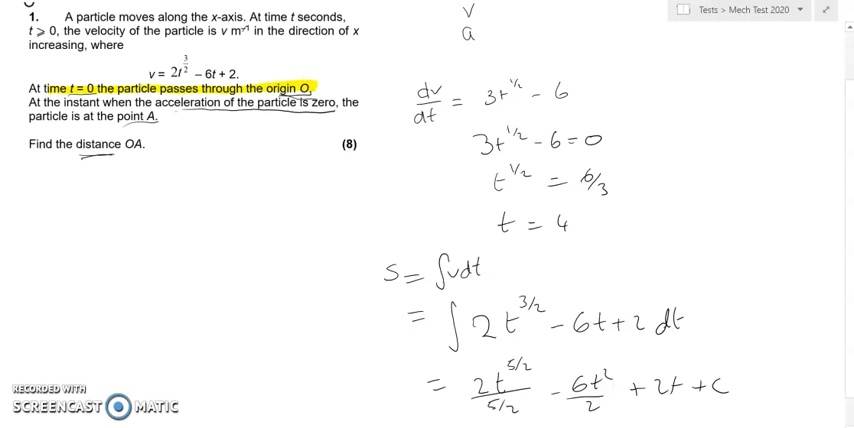 Tests > Mech Test 2020
1. A particle moves along the x-axis. At time t seconds,
t ⩾ 0, the velocity of the particle is v m⁻¹ in the direction of x
increasing, where
v = 2t^(3/2) − 6t + 2.
At time t = 0 the particle passes through the origin O.
At the instant when the acceleration of the particle is zero, the
particle is at the point A.
Find the distance OA. (8)
v
a
dv/dt = 3t^(1/2) − 6
3t^(1/2) − 6 = 0
t^(1/2) = 6/3
t = 4
S = ∫vdt
= ∫ 2t^(3/2) − 6t + 2 dt
= 2t^(5/2)/(5/2) − 6t²/2 + 2t + c
RECORDED WITH
SCREENCAST MATIC